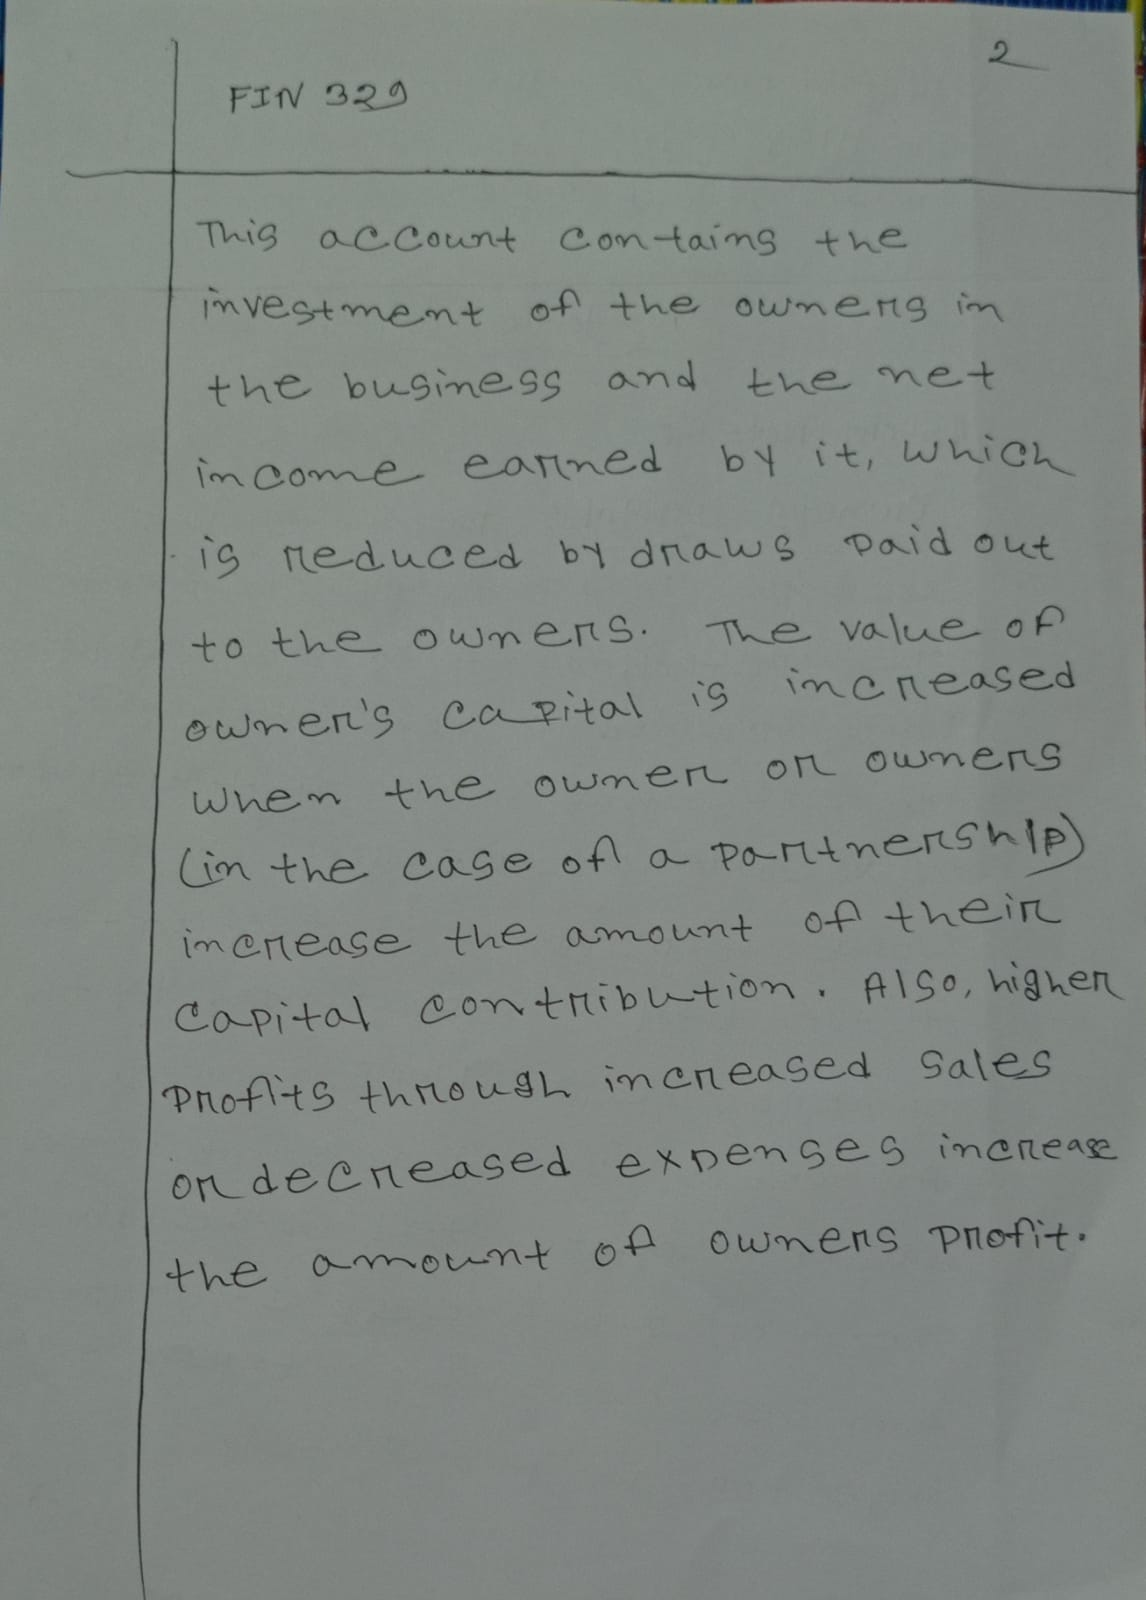 2
FIN 329
This account contains the
investment of the owners in
the business and the net
income earned by it, which
is reduced by draws paid out
to the owners. The value of
owner's capital is increased
when the owner or owners
(in the case of a partnership)
increase the amount of their
capital contribution. Also, higher
profits through increased sales
or decreased expenses increase
the amount of owners profit.